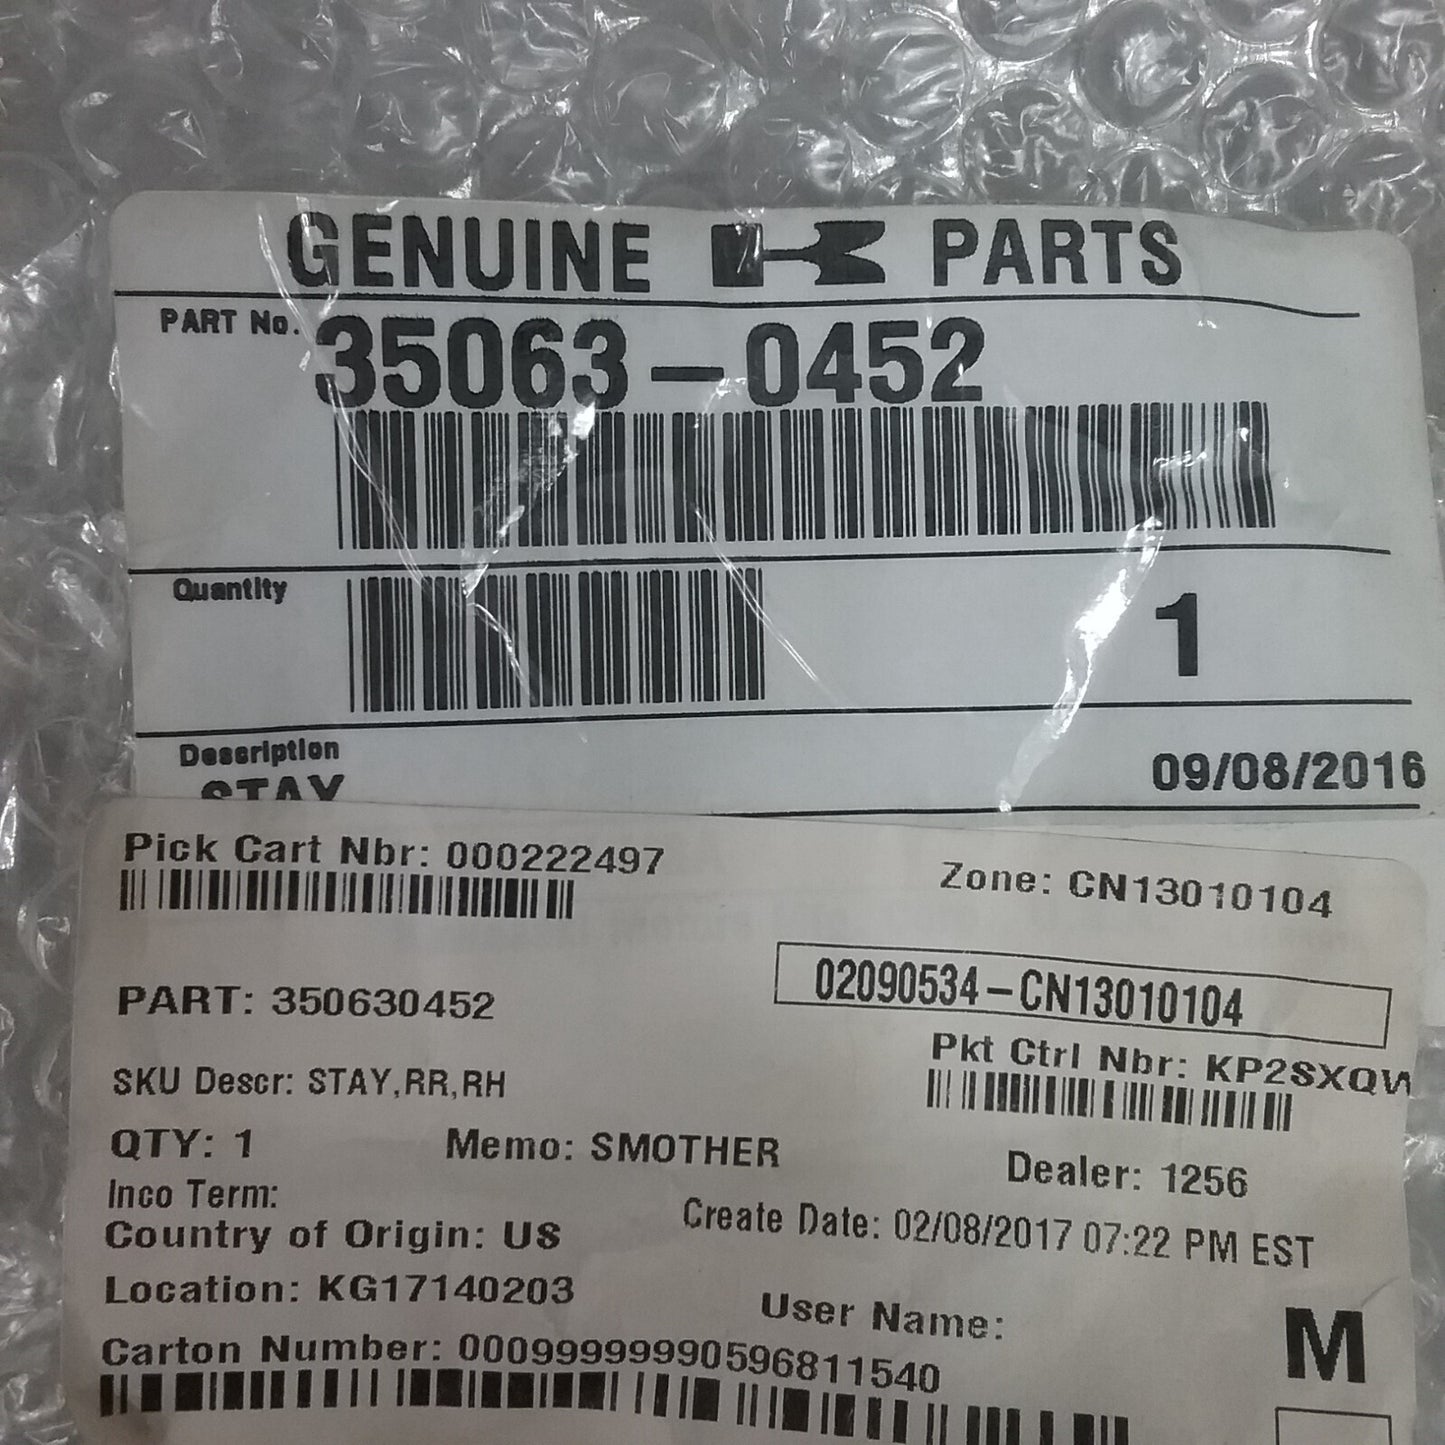 GENUINE PARTS
PART No. 35063-0452
Quantity 1
Description 09/08/2016
STAY
Pick Cart Nbr: 000222497
Zone: CN13010104
02090534-CN13010104
PART: 350630452
Pkt Ctrl Nbr:
SKU Descr: STAY,RR,RH
QTY: 1 Memo: SMOTHER
Dealer: 1256
Inco Term:
Create Date: 02/08/2017 07:22 PM EST
Country of Origin: US
Location: KG17140203
User Name:
Carton Number: 00099999990596811540
M